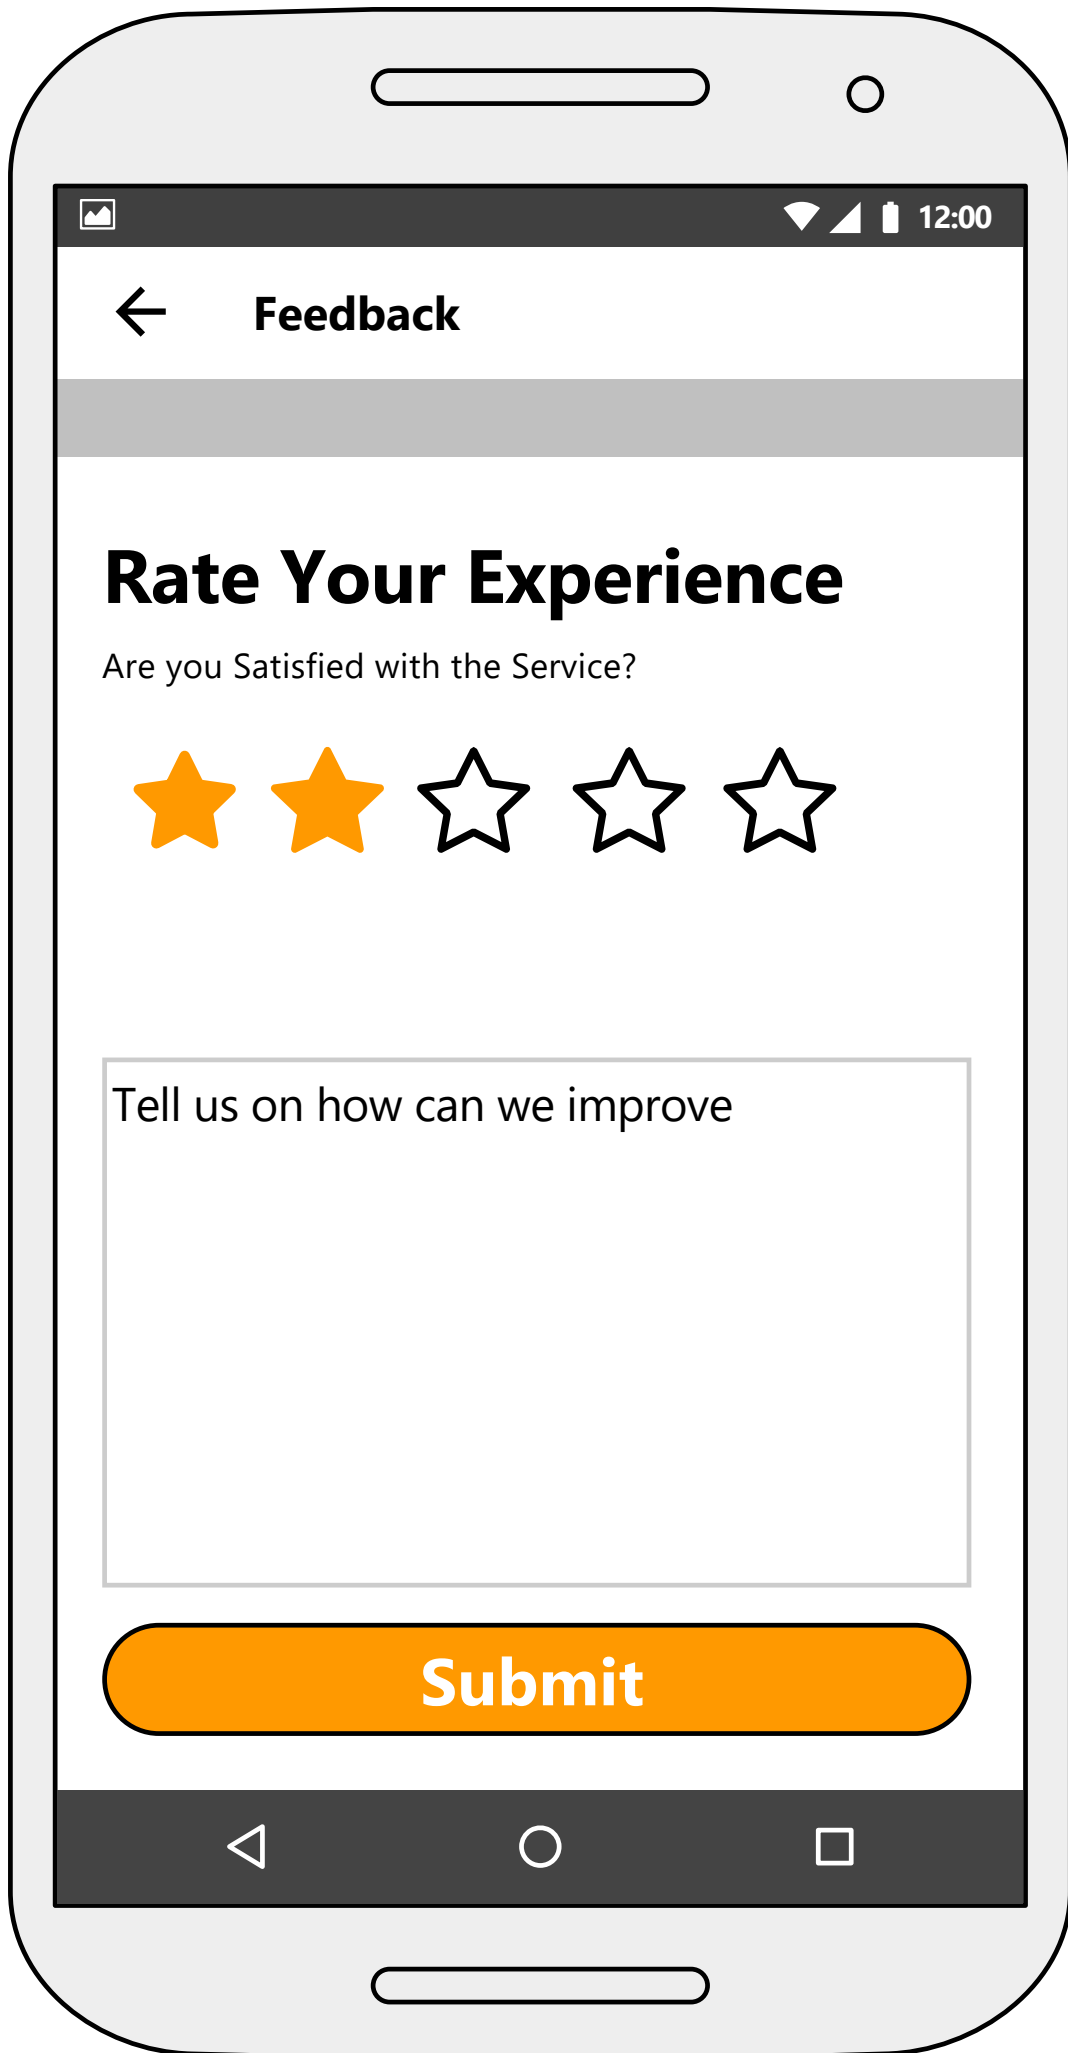 12:00
Feedback
Rate Your Experience
Are you Satisfied with the Service?
Tell us on how can we improve
Submit